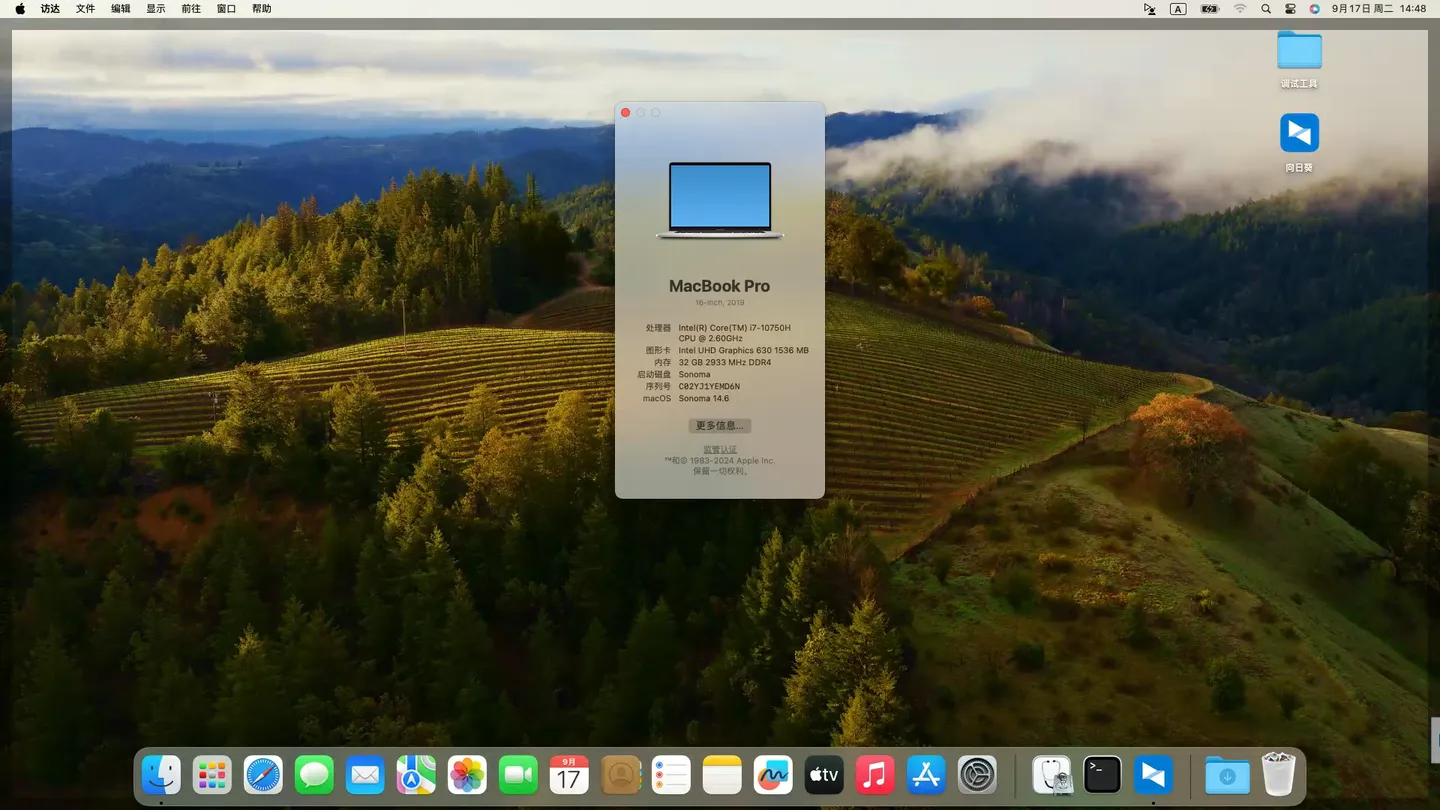 访达 文件 编辑 显示 前往 窗口 帮助
A
9月17日 周二 14:48
调试工具
向日葵
MacBook Pro
16-inch, 2019
处理器 Intel(R) Core(TM) i7-10750H
CPU @ 2.60GHz
图形卡 Intel UHD Graphics 630 1536 MB
内存 32 GB 2933 MHz DDR4
启动磁盘 Sonoma
序列号 C02YJ1YEMD6N
macOS Sonoma 14.6
更多信息...
监管认证
™和© 1983-2024 Apple Inc.
保留一切权利。
9月
17
tv
>_